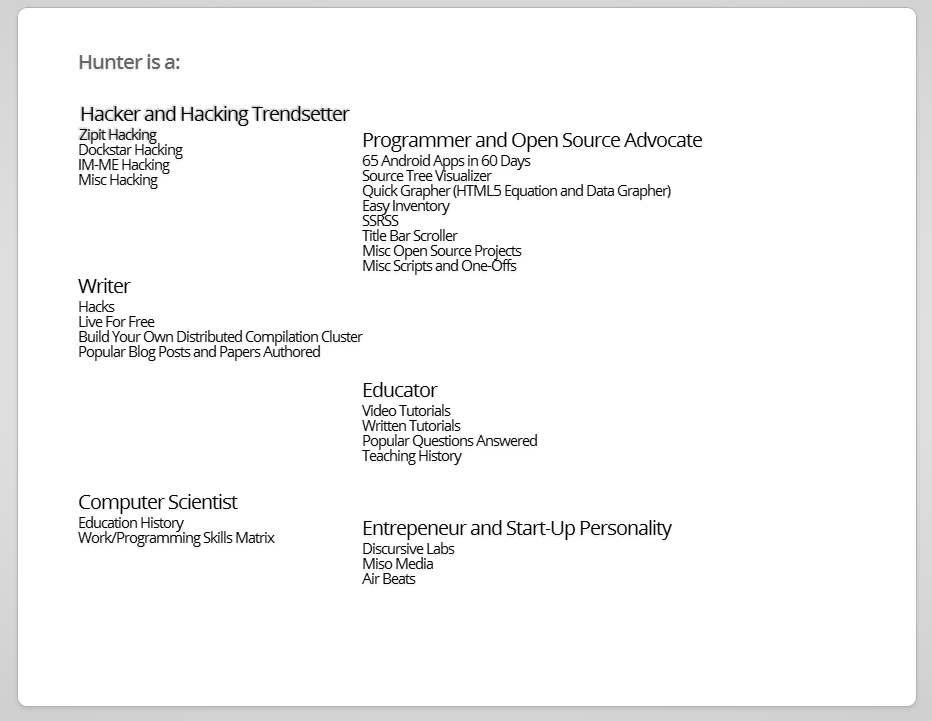 Hunter is a:
Hacker and Hacking Trendsetter
Zipit Hacking
Dockstar Hacking
IM-ME Hacking
Misc Hacking
Programmer and Open Source Advocate
65 Android Apps in 60 Days
Source Tree Visualizer
Quick Grapher (HTML5 Equation and Data Grapher)
Easy Inventory
SSRSS
Title Bar Scroller
Misc Open Source Projects
Misc Scripts and One-Offs
Writer
Hacks
Live For Free
Build Your Own Distributed Compilation Cluster
Popular Blog Posts and Papers Authored
Educator
Video Tutorials
Written Tutorials
Popular Questions Answered
Teaching History
Computer Scientist
Education History
Work/Programming Skills Matrix
Entrepeneur and Start-Up Personality
Discursive Labs
Miso Media
Air Beats